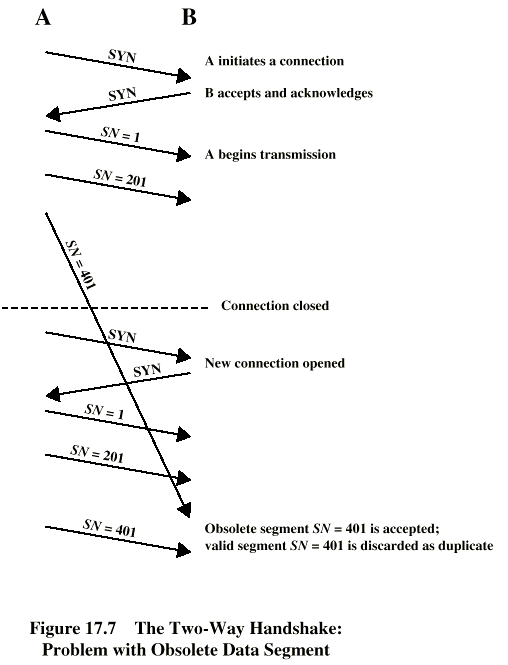 A B
SYN
A initiates a connection
SYN
B accepts and acknowledges
SN = 1
A begins transmission
SN = 201
SN = 401
Connection closed
SYN
New connection opened
SYN
SN = 1
SN = 201
SN = 401
Obsolete segment SN = 401 is accepted;
valid segment SN = 401 is discarded as duplicate
Figure 17.7 The Two-Way Handshake:
Problem with Obsolete Data Segment